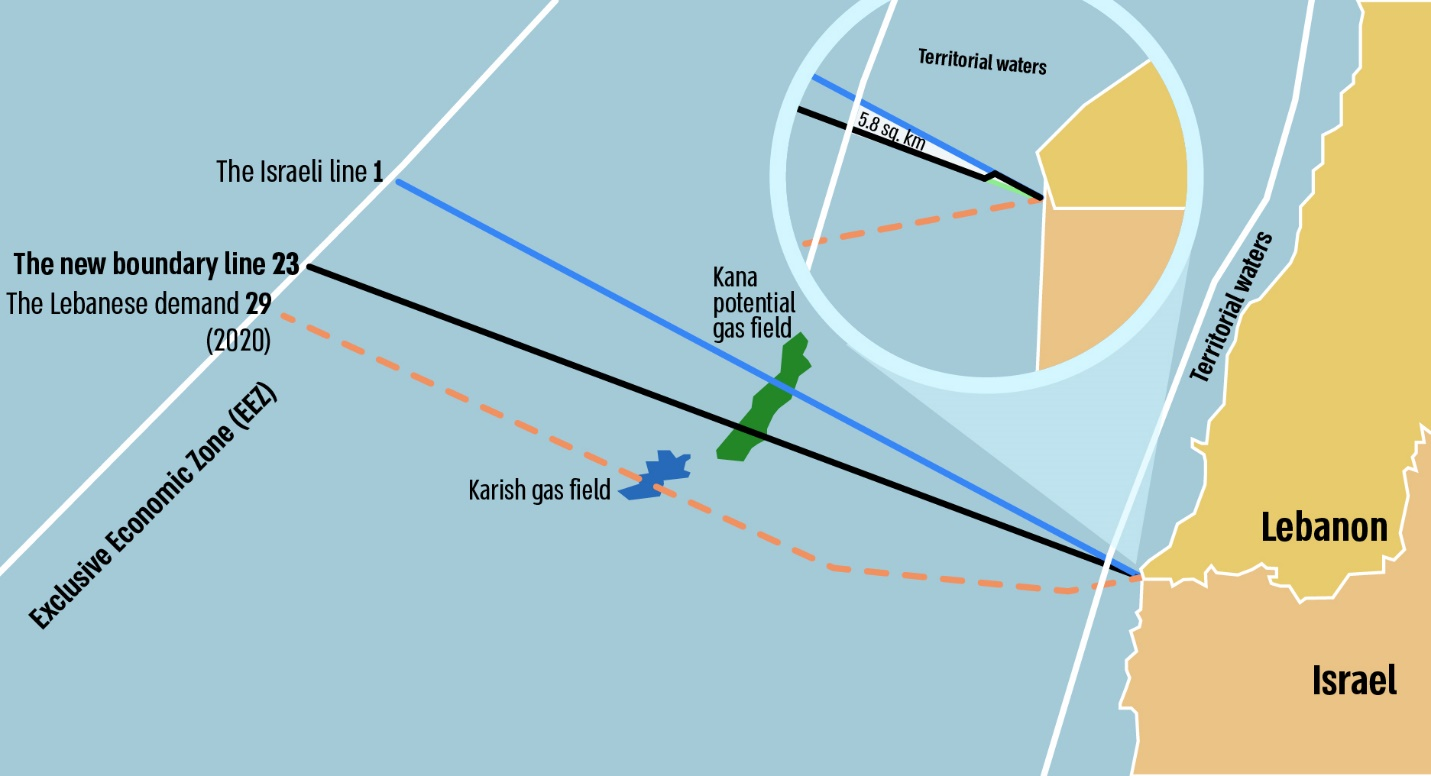 Territorial waters
5.8 sq. km
The Israeli line 1
The new boundary line 23
The Lebanese demand 29
(2020)
Kana
potential
gas field
Territorial waters
Exclusive Economic Zone (EEZ)
Karish gas field
Lebanon
Israel